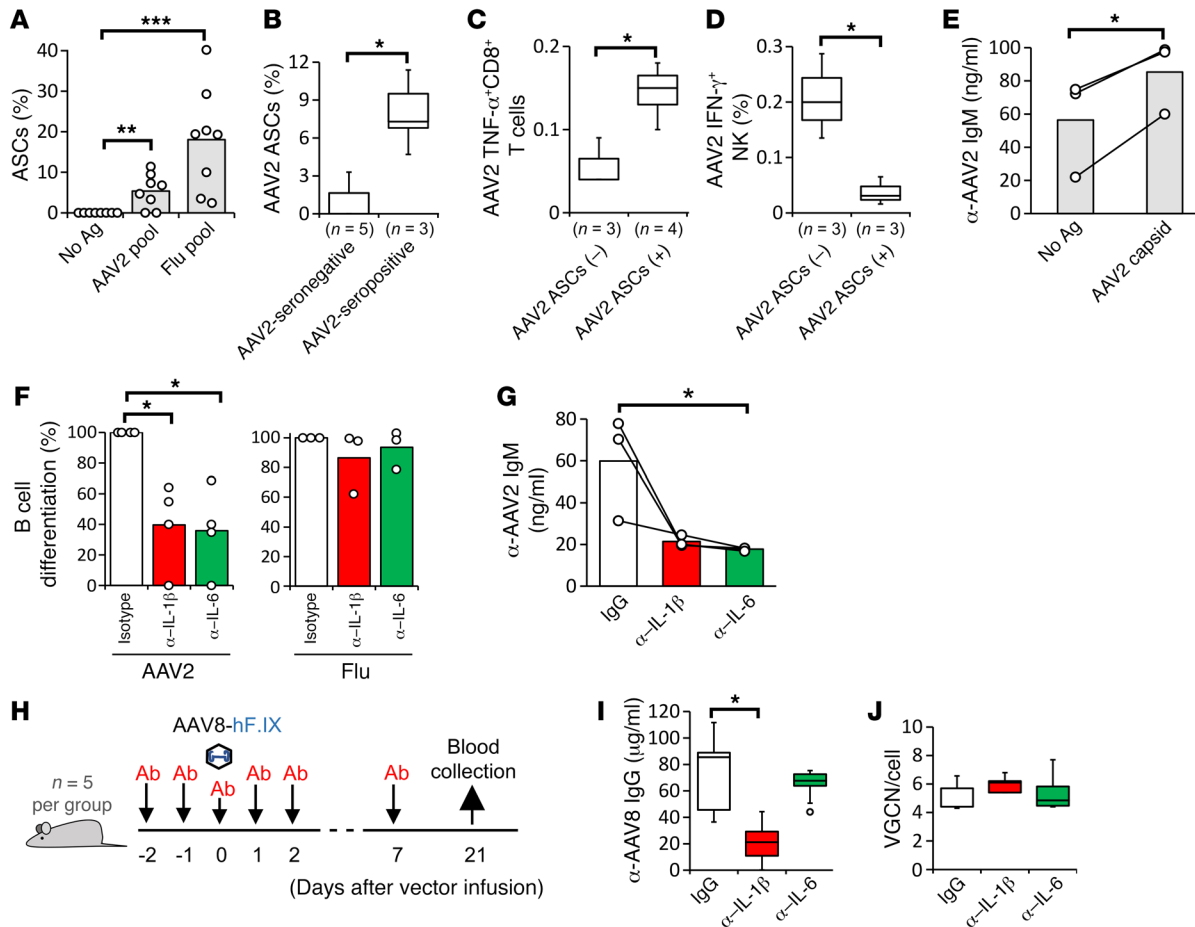 A
ASCs (%)
40
30
20
10
0
***
**
No Ag
AAV2 pool
Flu pool
B
AAV2 ASCs (%)
12
9
6
3
0
*
(n = 5)
(n = 3)
AAV2-seronegative
AAV2-seropositive
C
AAV2 TNF-α+CD8+
T cells
0.2
0.1
0
*
(n = 3)
(n = 4)
AAV2 ASCs (–)
AAV2 ASCs (+)
D
AAV2 IFN-γ+
NK (%)
0.3
0.2
0.1
0
*
(n = 3)
(n = 3)
AAV2 ASCs (–)
AAV2 ASCs (+)
E
α-AAV2 IgM (ng/ml)
100
80
60
40
20
0
*
No Ag
AAV2 capsid
F
B cell
differentiation (%)
100
80
60
40
20
0
*
*
Isotype
α–IL-1β
α–IL-6
AAV2
100
80
60
40
20
0
Isotype
α–IL-1β
α–IL-6
Flu
G
α-AAV2 IgM
(ng/ml)
80
60
40
20
0
*
IgG
α–IL-1β
α–IL-6
H
AAV8-hF.IX
n = 5
per group
Ab
Ab
Ab
Ab
Ab
Ab
Blood
collection
-2
-1
0
1
2
7
21
(Days after vector infusion)
I
α-AAV8 IgG (μg/ml)
120
100
80
60
40
20
0
*
IgG
α–IL-1β
α–IL-6
J
VGCN/cell
10
8
6
4
2
0
IgG
α–IL-1β
α–IL-6